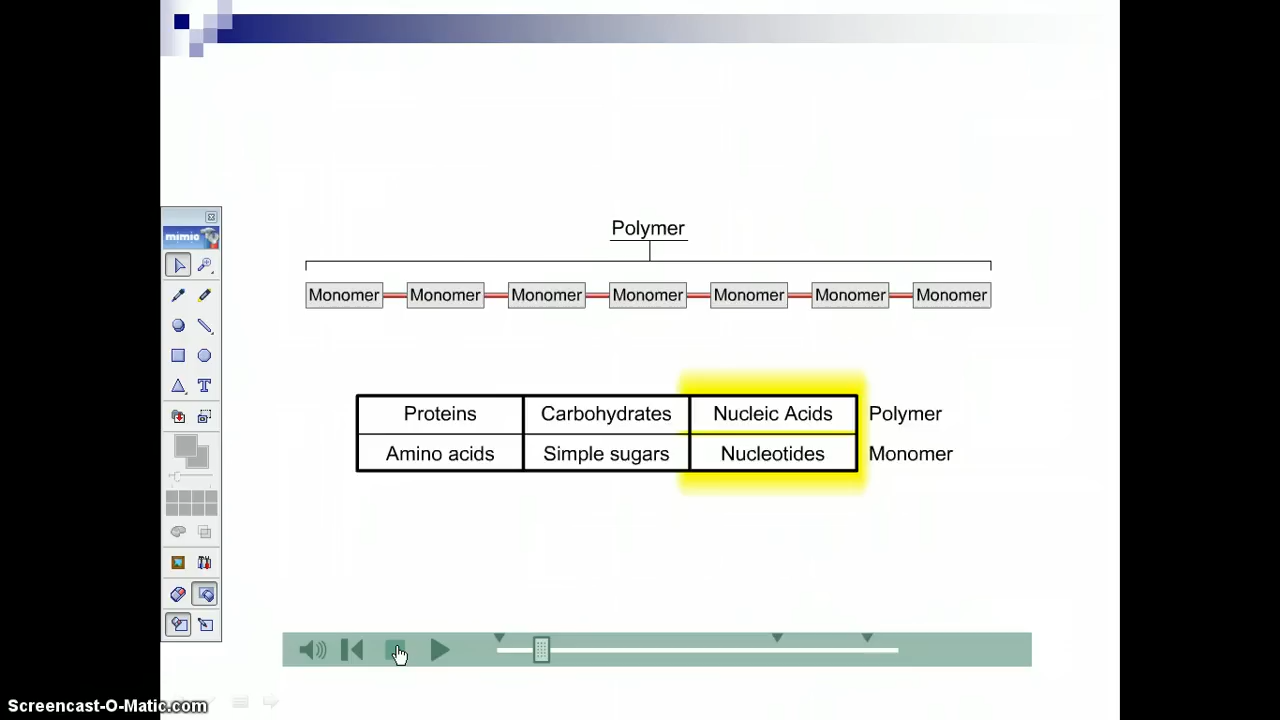 Polymer
Monomer Monomer Monomer Monomer Monomer Monomer Monomer
mimio
Proteins Carbohydrates Nucleic Acids Polymer
Amino acids Simple sugars Nucleotides Monomer
T
Screencast-O-Matic.com